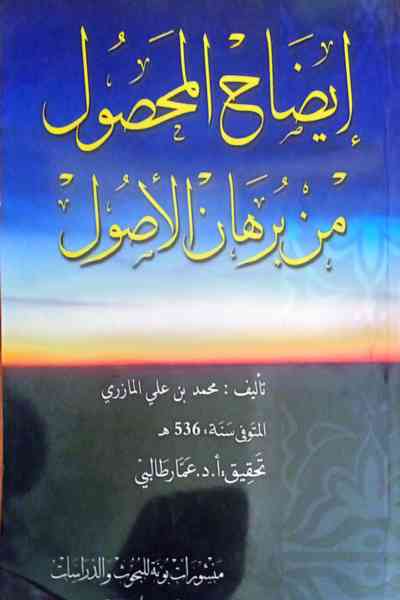 إيضاح المحصول
من برهان الأصول
تأليف : محمد بن علي المازري
المتوفى سنة، 536 هـ
تحقيق، أ.د. عمار طالبي
منشورات بونة للبحوث والدراسات